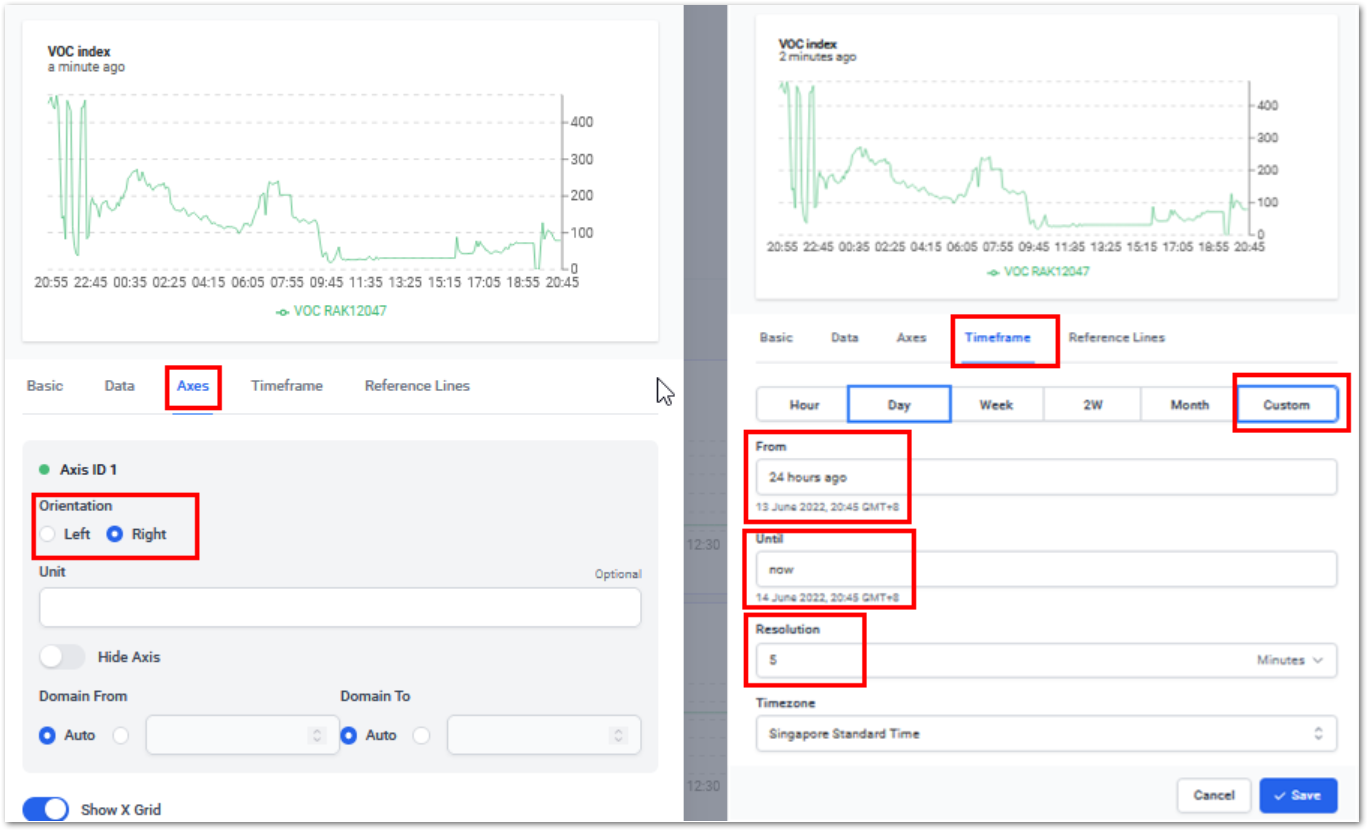 VOC index
a minute ago
400
300
200
100
0
20:55 22:45 00:35 02:25 04:15 06:05 07:55 09:45 11:35 13:25 15:15 17:05 18:55 20:45
VOC RAK12047
Basic Data Axes Timeframe Reference Lines
Axis ID 1
Orientation
Left Right
Unit Optional
Hide Axis
Domain From Domain To
Auto Auto
Show X Grid
12:30
12:30
VOC index
2 minutes ago
400
300
200
100
0
20:55 22:45 00:35 02:25 04:15 06:05 07:55 09:45 11:35 13:25 15:15 17:05 18:55 20:45
VOC RAK12047
Basic Data Axes Timeframe Reference Lines
Hour Day Week 2W Month Custom
From
24 hours ago
13 June 2022, 20:45 GMT+8
Until
now
14 June 2022, 20:45 GMT+8
Resolution
5 Minutes
Timezone
Singapore Standard Time
Cancel Save